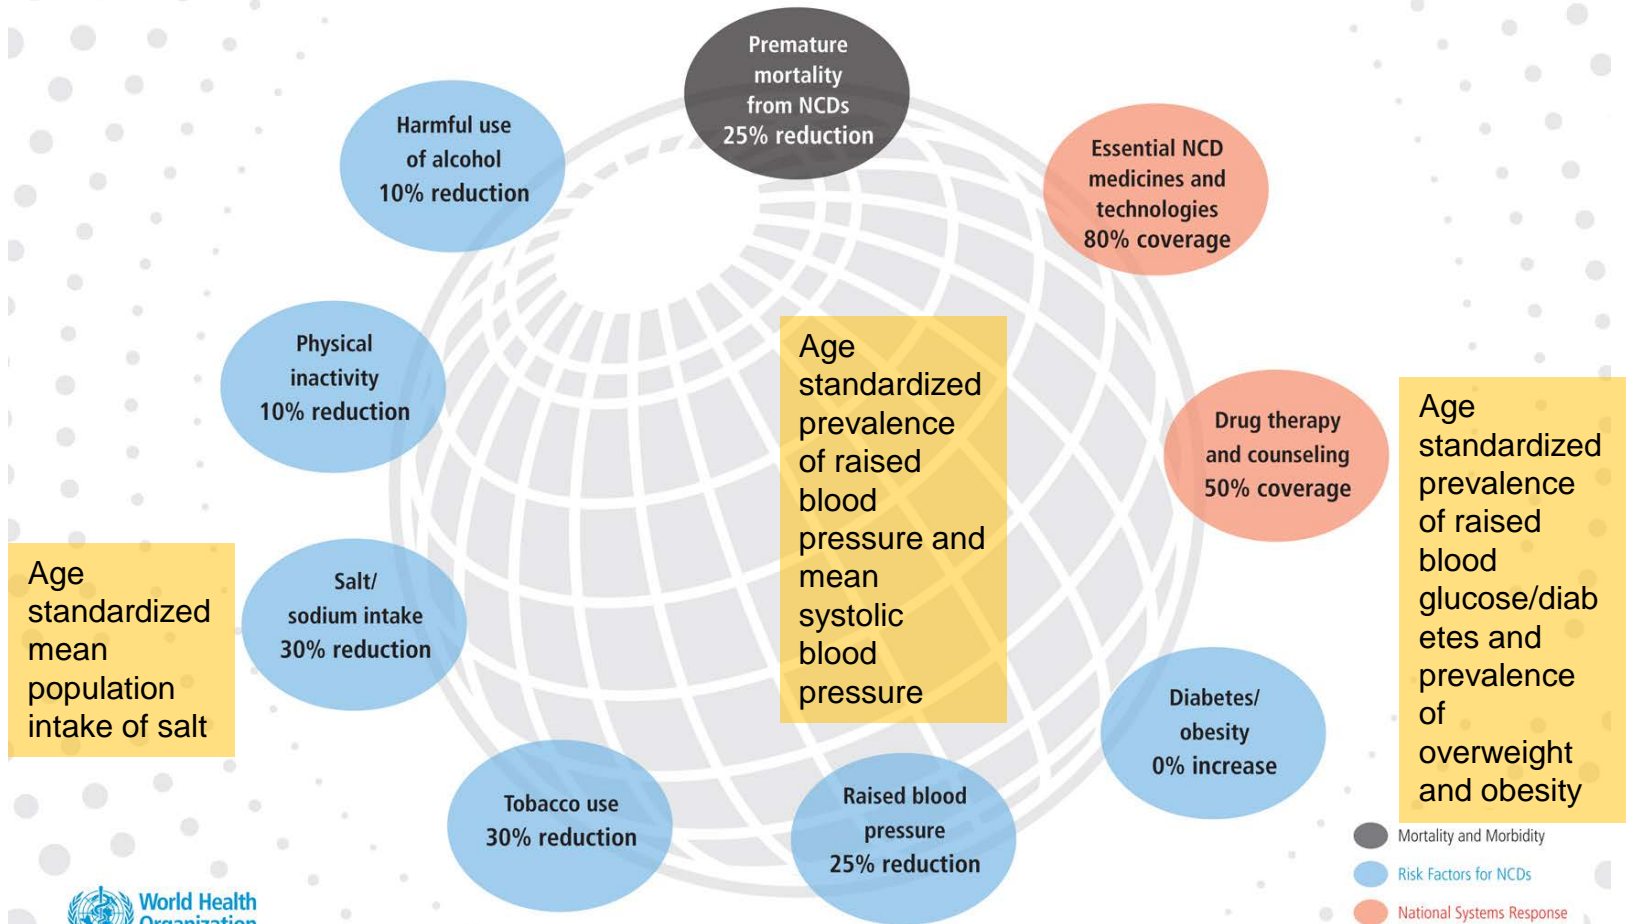 Premature
mortality
from NCDs
25% reduction
Harmful use
of alcohol
10% reduction
Essential NCD
medicines and
technologies
80% coverage
Physical
inactivity
10% reduction
Age
standardized
prevalence
of raised
blood
pressure and
mean
systolic
blood
pressure
Drug therapy
and counseling
50% coverage
Age
standardized
prevalence
of raised
blood
glucose/diab
etes and
prevalence
of
overweight
and obesity
Age
standardized
mean
population
intake of salt
Salt/
sodium intake
30% reduction
Diabetes/
obesity
0% increase
Tobacco use
30% reduction
Raised blood
pressure
25% reduction
Mortality and Morbidity
Risk Factors for NCDs
National Systems Response
World Health
Organization